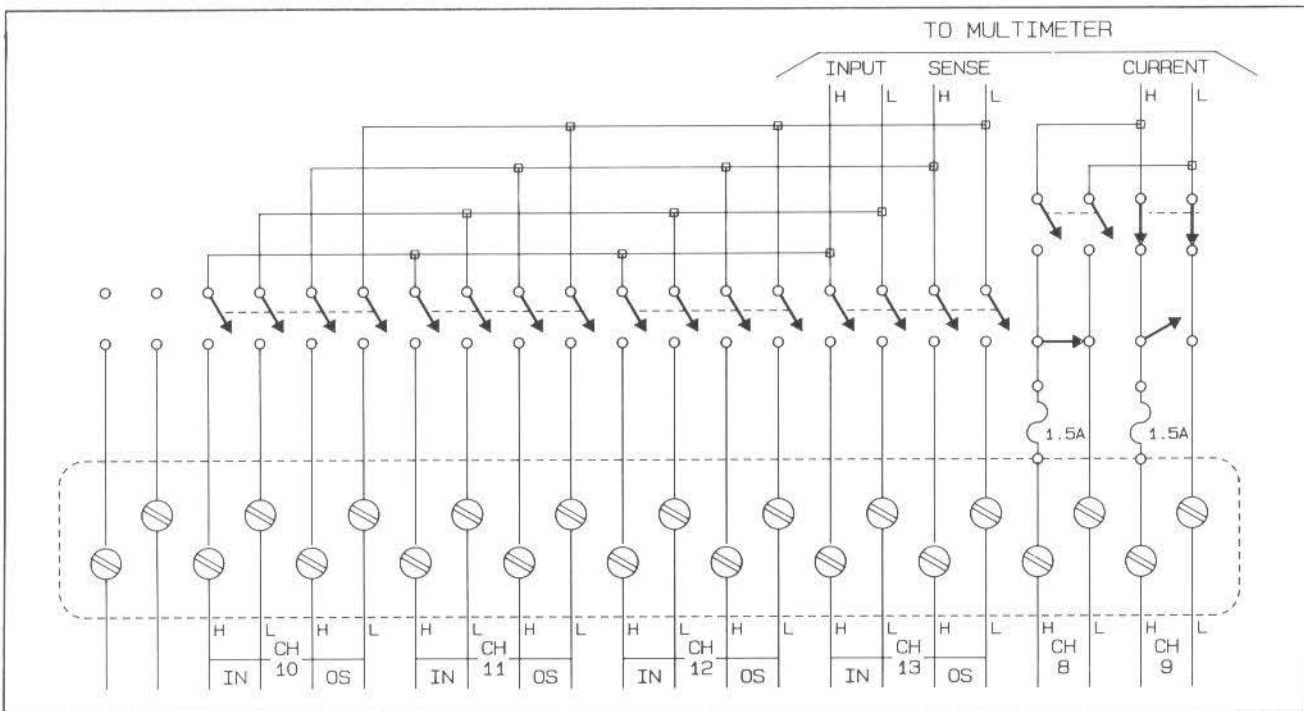 TO MULTIMETER
INPUT SENSE CURRENT
H L H L H L
1.5A 1.5A
H L H L H L H L H L H L H L H L H L H L
CH CH CH CH CH CH
10 11 12 13 8 9
IN OS IN OS IN OS IN OS